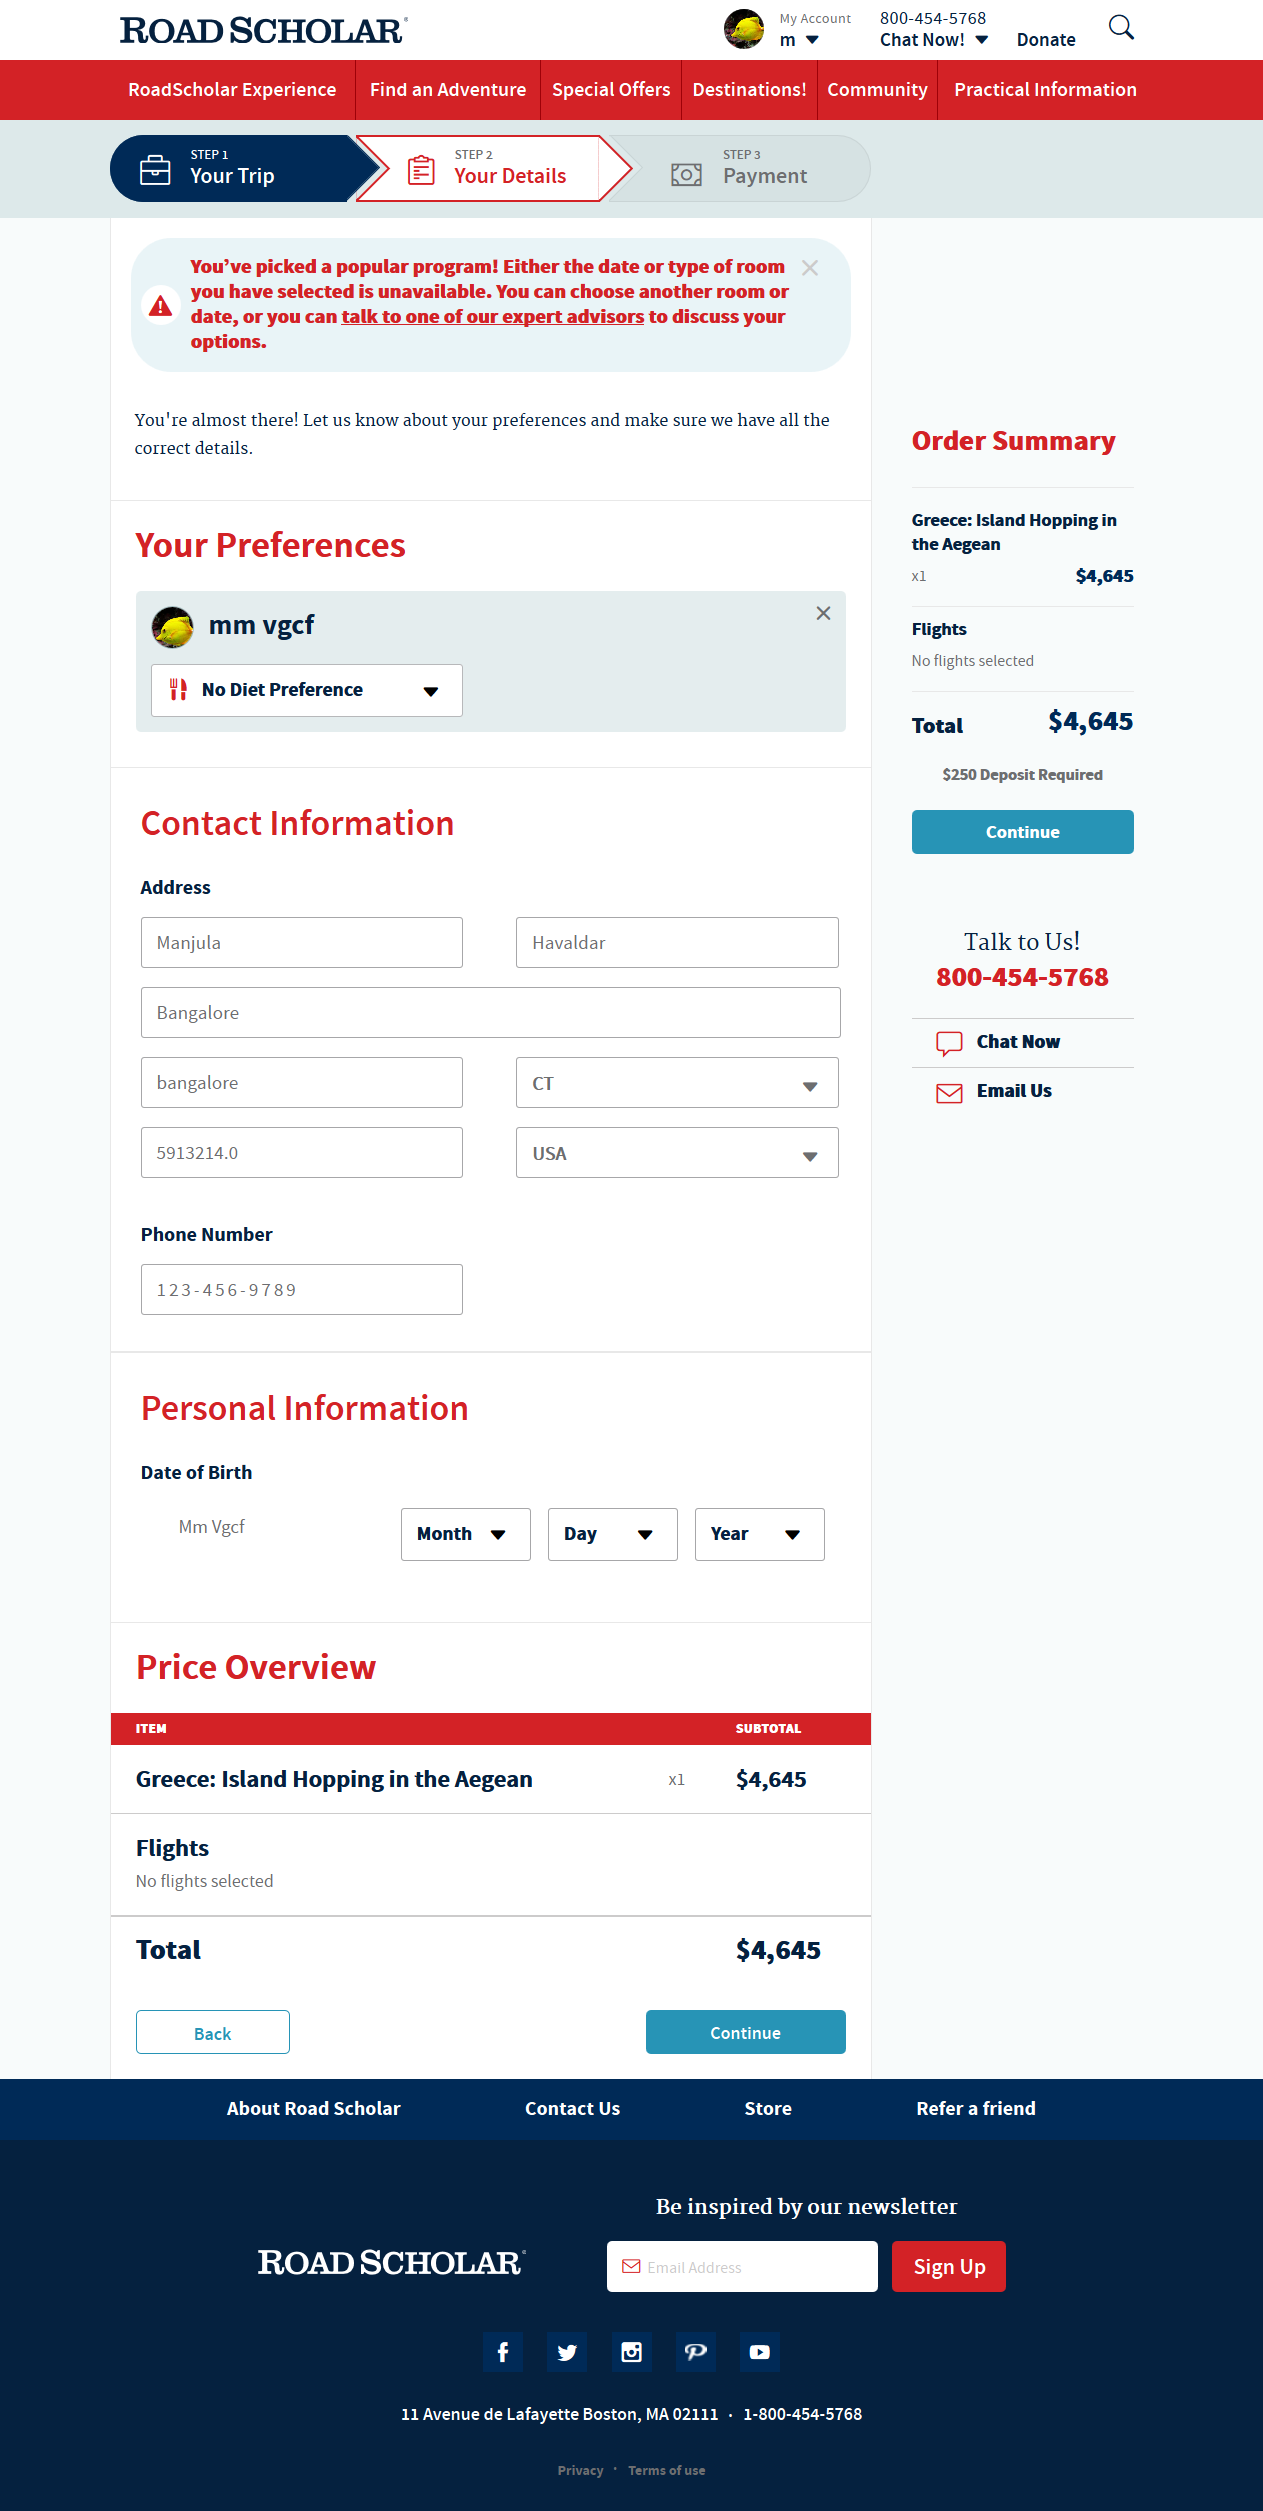 ROAD SCHOLAR
My Account
m
800-454-5768
Chat Now!
Donate
RoadScholar Experience
Find an Adventure
Special Offers
Destinations!
Community
Practical Information
STEP 1
Your Trip
STEP 2
Your Details
STEP 3
Payment
You’ve picked a popular program! Either the date or type of room
you have selected is unavailable. You can choose another room or
date, or you can talk to one of our expert advisors to discuss your
options.
You're almost there! Let us know about your preferences and make sure we have all the
correct details.
Your Preferences
mm vgcf
No Diet Preference
Contact Information
Address
Manjula
Havaldar
Bangalore
bangalore
CT
5913214.0
USA
Phone Number
123-456-9789
Personal Information
Date of Birth
Mm Vgcf
Month
Day
Year
Price Overview
ITEM
SUBTOTAL
Greece: Island Hopping in the Aegean
x1
$4,645
Flights
No flights selected
Total
$4,645
Back
Continue
Order Summary
Greece: Island Hopping in
the Aegean
x1
$4,645
Flights
No flights selected
Total
$4,645
$250 Deposit Required
Continue
Talk to Us!
800-454-5768
Chat Now
Email Us
About Road Scholar
Contact Us
Store
Refer a friend
Be inspired by our newsletter
ROAD SCHOLAR
Email Address
Sign Up
11 Avenue de Lafayette Boston, MA 02111 · 1-800-454-5768
Privacy · Terms of use